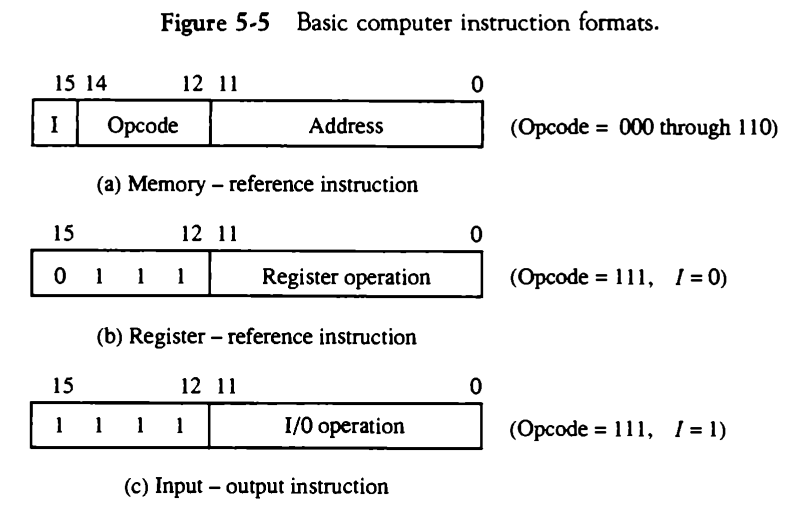 Figure 5-5 Basic computer instruction formats.
15 14 12 11 0
I Opcode Address (Opcode = 000 through 110)
(a) Memory – reference instruction
15 12 11 0
0 1 1 1 Register operation (Opcode = 111, I = 0)
(b) Register – reference instruction
15 12 11 0
1 1 1 1 I/0 operation (Opcode = 111, I = 1)
(c) Input – output instruction